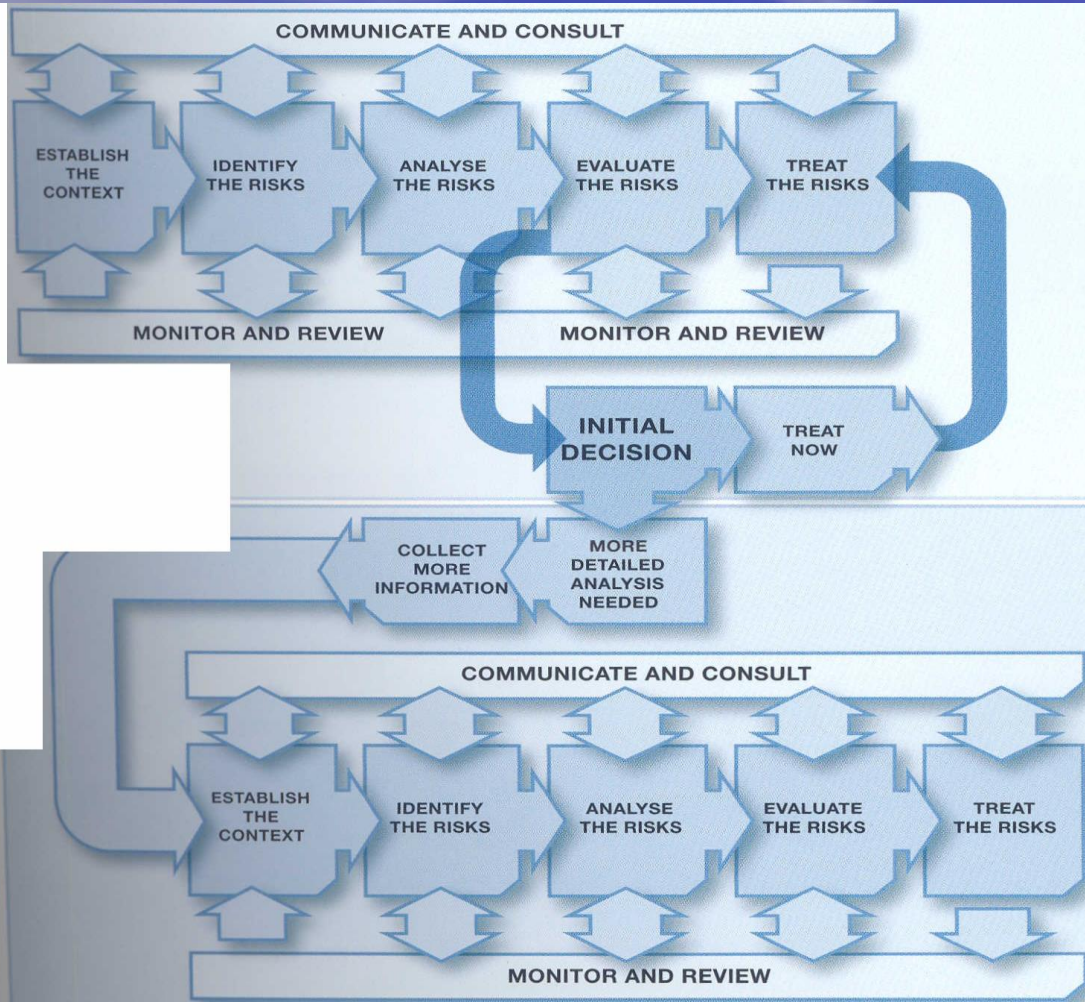 COMMUNICATE AND CONSULT
ESTABLISH
THE
CONTEXT
IDENTIFY
THE RISKS
ANALYSE
THE RISKS
EVALUATE
THE RISKS
TREAT
THE RISKS
MONITOR AND REVIEW
MONITOR AND REVIEW
INITIAL
DECISION
TREAT
NOW
MORE
DETAILED
ANALYSIS
NEEDED
COLLECT
MORE
INFORMATION
COMMUNICATE AND CONSULT
ESTABLISH
THE
CONTEXT
IDENTIFY
THE RISKS
ANALYSE
THE RISKS
EVALUATE
THE RISKS
TREAT
THE RISKS
MONITOR AND REVIEW